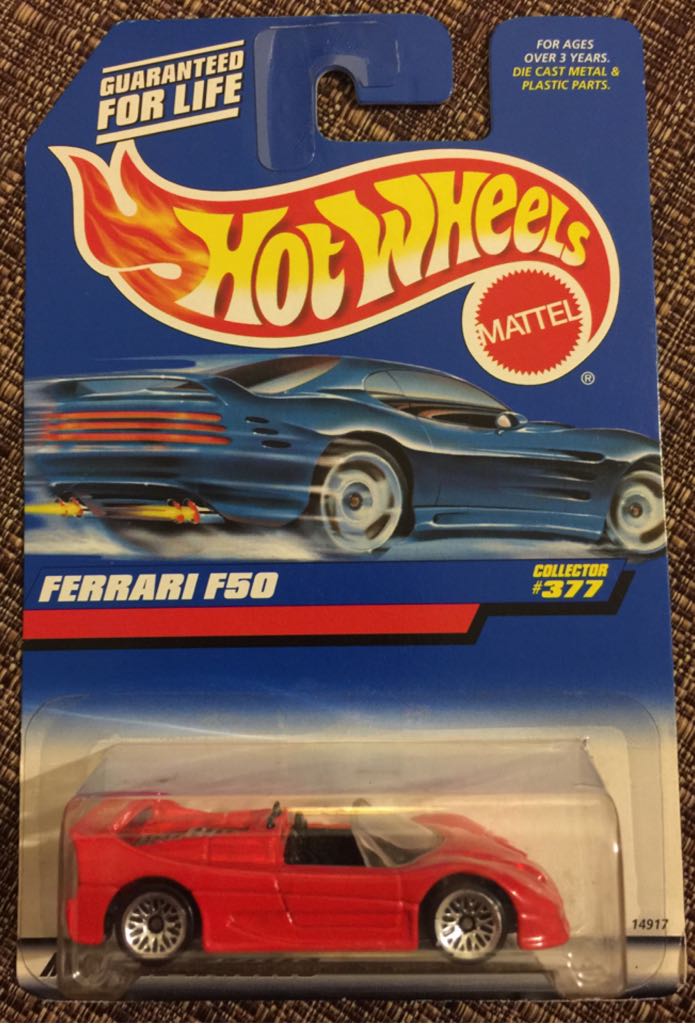 GUARANTEED
FOR LIFE
FOR AGES
OVER 3 YEARS.
DIE CAST METAL &
PLASTIC PARTS.
HOT WHEELS
MATTEL
®
FERRARI F50
COLLECTOR
#377
14917